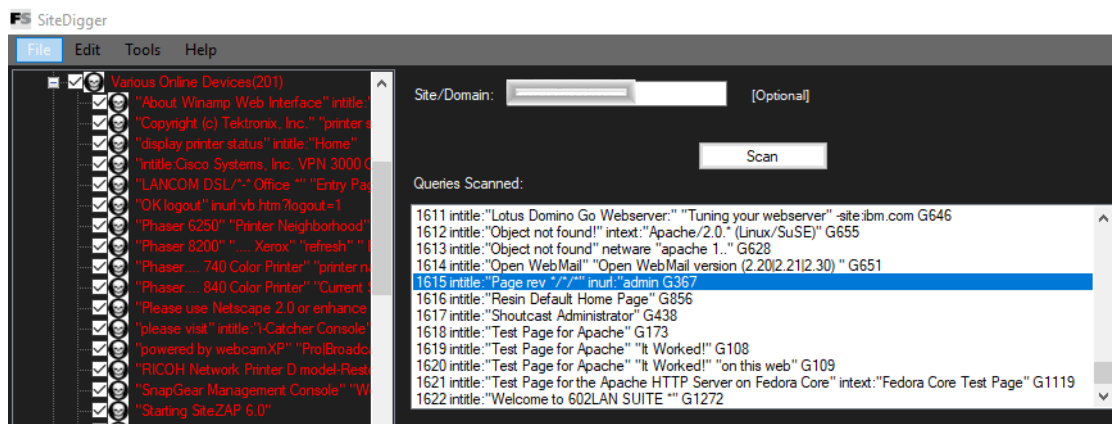 FS SiteDigger
File Edit Tools Help
Various Online Devices(201)
"About Winamp Web Interface" intitle:"
"Copyright (c) Tektronix, Inc." "printer s
"display printer status" intitle:"Home"
"intitle:Cisco Systems, Inc. VPN 3000 C
"LANCOM DSL/*-* Office *" "Entry Pag
"OK logout" inurl:vb.htm?logout=1
"Phaser 6250" "Printer Neighborhood"
"Phaser 8200" ".... Xerox" "refresh" "
"Phaser.... 740 Color Printer" "printer na
"Phaser.... 840 Color Printer" "Current S
"Please use Netscape 2.0 or enhance
"please visit" intitle:"i-Catcher Console"
"powered by webcamXP" "Pro|Broadca
"RICOH Network Printer D model-Resto
"SnapGear Management Console" "W
"Starting SiteZAP 6.0"
Site/Domain: [Optional]
Scan
Queries Scanned:
1611 intitle:"Lotus Domino Go Webserver:" "Tuning your webserver" -site:ibm.com G646
1612 intitle:"Object not found!" intext:"Apache/2.0.* (Linux/SuSE)" G655
1613 intitle:"Object not found" netware "apache 1.." G628
1614 intitle:"Open WebMail" "Open WebMail version (2.20|2.21|2.30) " G651
1615 intitle:"Page rev */*/*" inurl:"admin G367
1616 intitle:"Resin Default Home Page" G856
1617 intitle:"Shoutcast Administrator" G438
1618 intitle:"Test Page for Apache" G173
1619 intitle:"Test Page for Apache" "It Worked!" G108
1620 intitle:"Test Page for Apache" "It Worked!" "on this web" G109
1621 intitle:"Test Page for the Apache HTTP Server on Fedora Core" intext:"Fedora Core Test Page" G1119
1622 intitle:"Welcome to 602LAN SUITE *" G1272